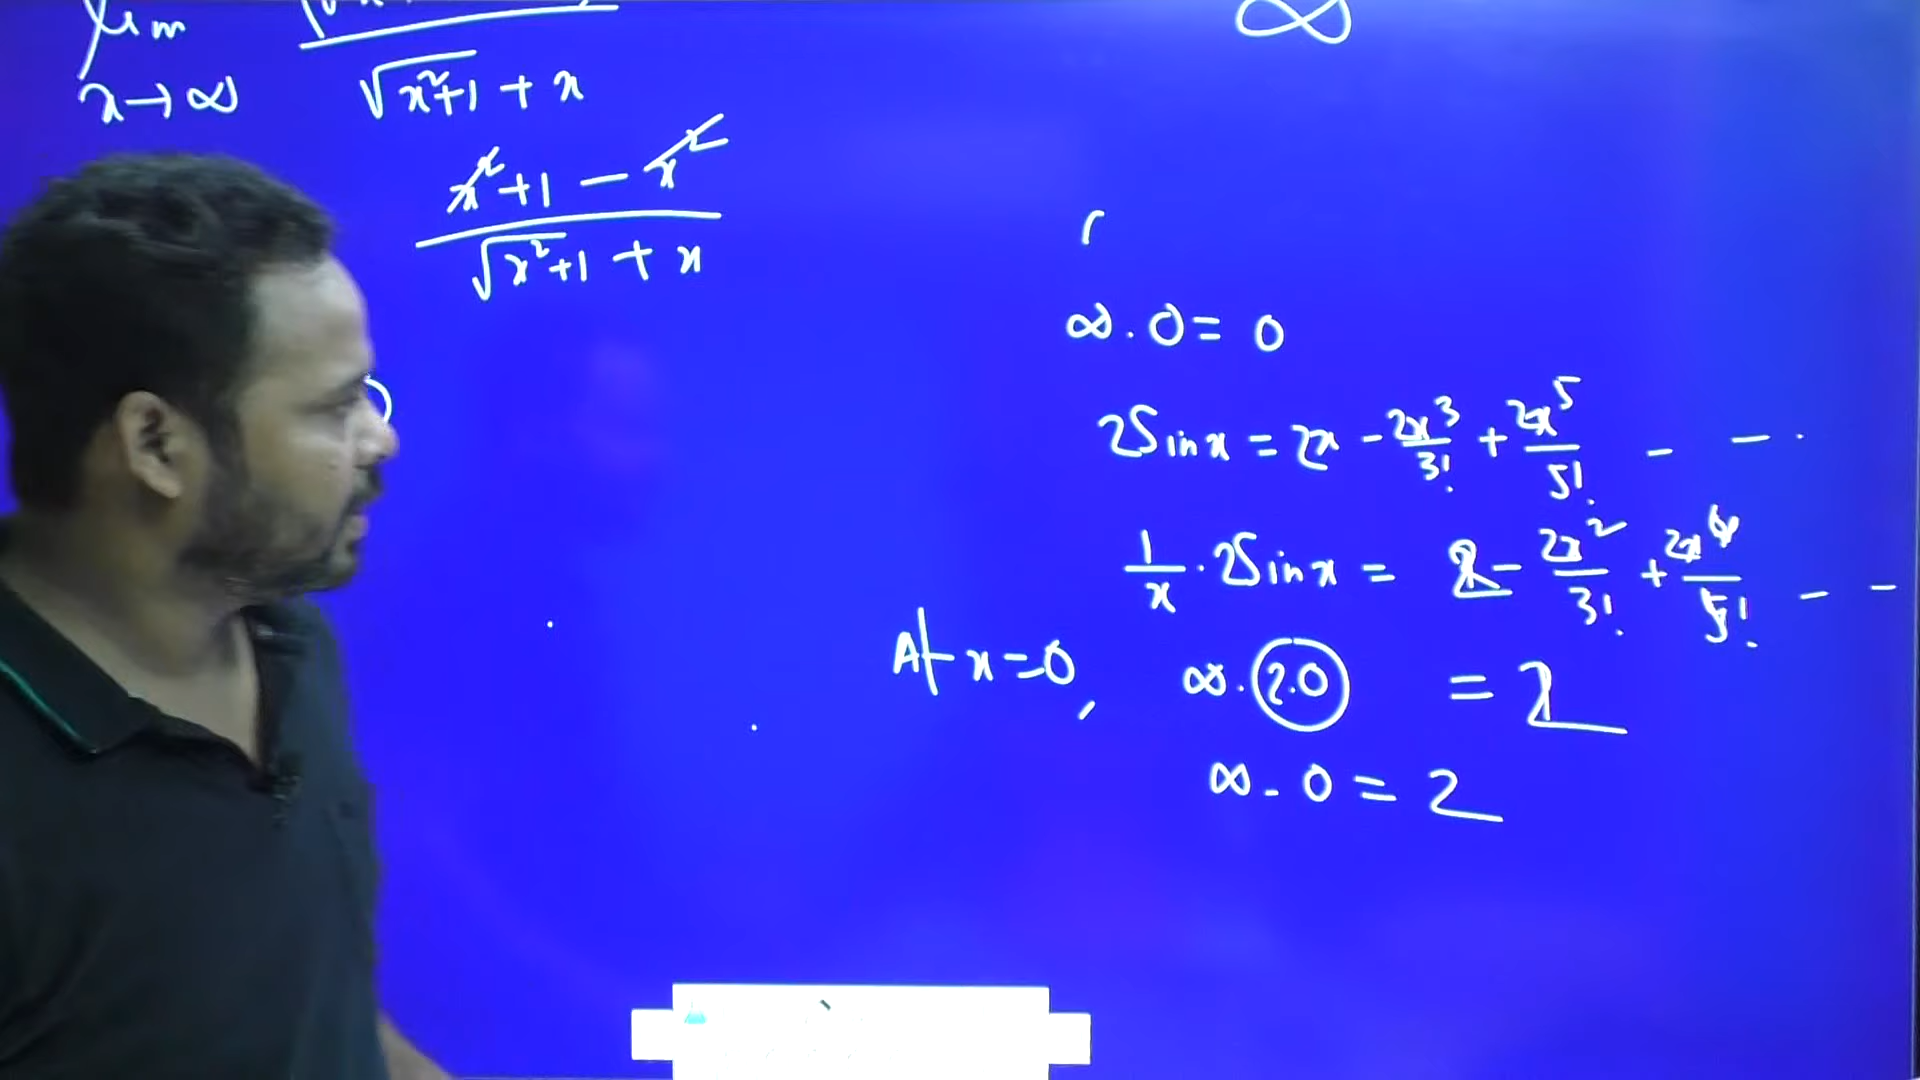 lim
x→∞
√x²+1 + x
x²+1 − x²
√x²+1 + x
∞
∞.0 = 0
2Sinx = 2x - 2x³/3! + 2x⁵/5! - - .
1/x . 2Sinx = 2 - 2x²/3! + 2x⁴/5! - -
At x=0, ∞.2.0 = 2
∞.0 = 2